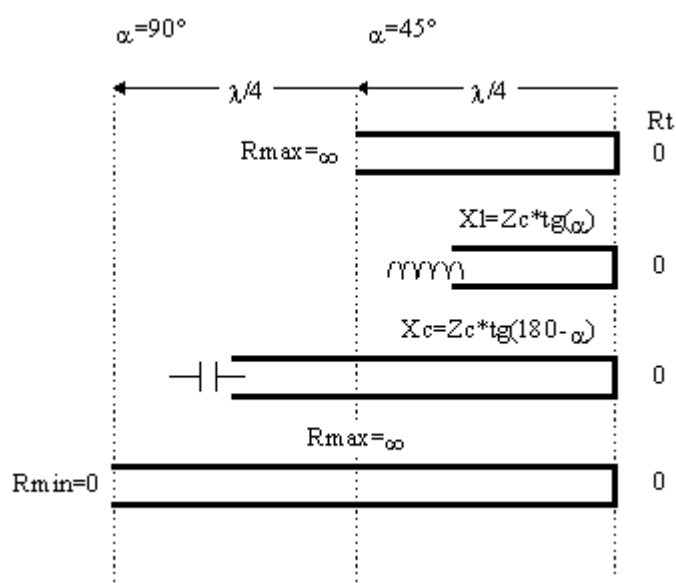 α=90°
α=45°
λ/4
λ/4
Rt
Rmax=∞
0
Xl=Zc*tg(α)
0
Xc=Zc*tg(180-α)
0
Rmax=∞
Rmin=0
0